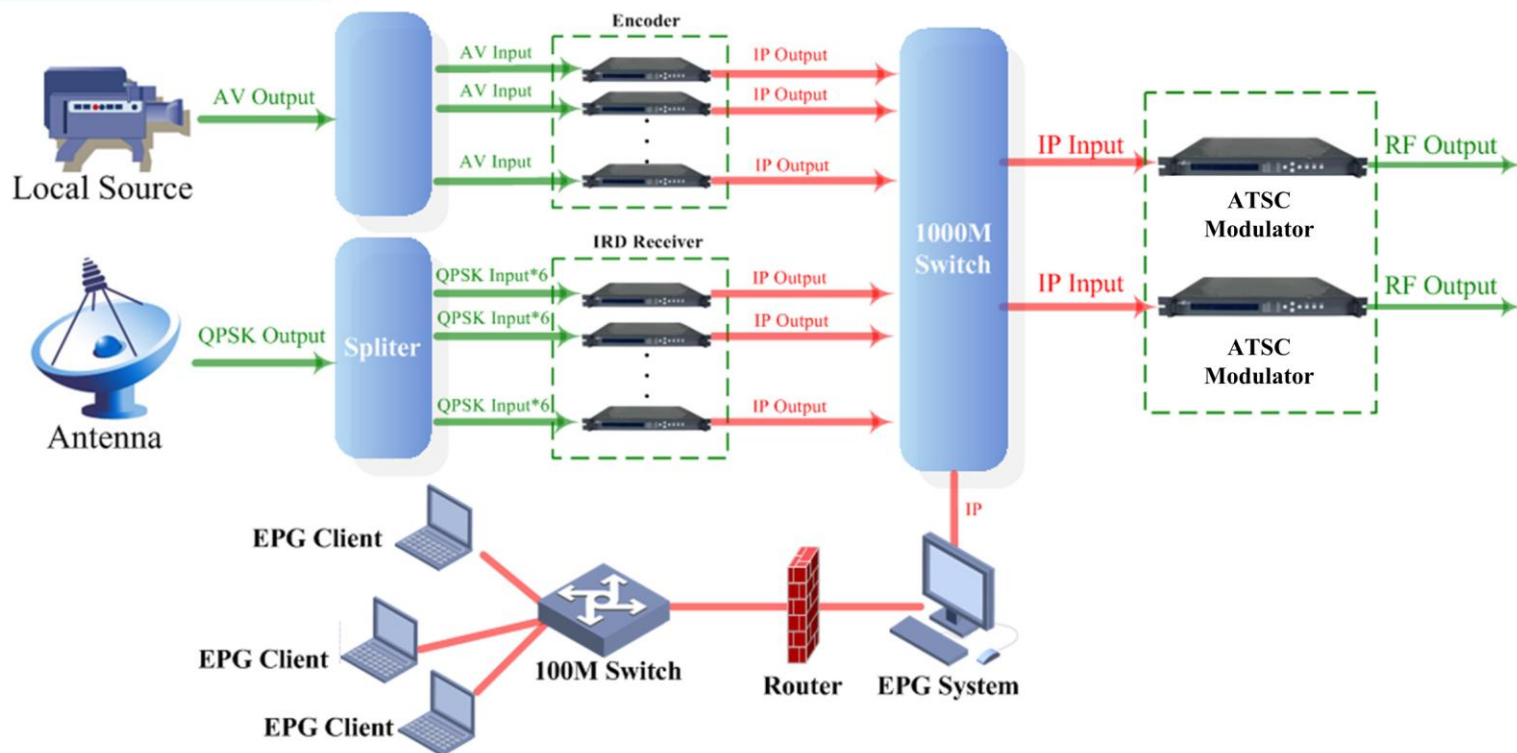 Encoder
AV Input
IP Output
AV Output
AV Input
IP Output
AV Input
IP Output
Local Source
IP Input
RF Output
ATSC
Modulator
IRD Receiver
1000M
Switch
QPSK Input*6
IP Output
IP Input
RF Output
QPSK Output
QPSK Input*6
IP Output
Spliter
ATSC
Modulator
QPSK Input*6
IP Output
Antenna
IP
EPG Client
EPG Client
100M Switch
Router
EPG System
EPG Client